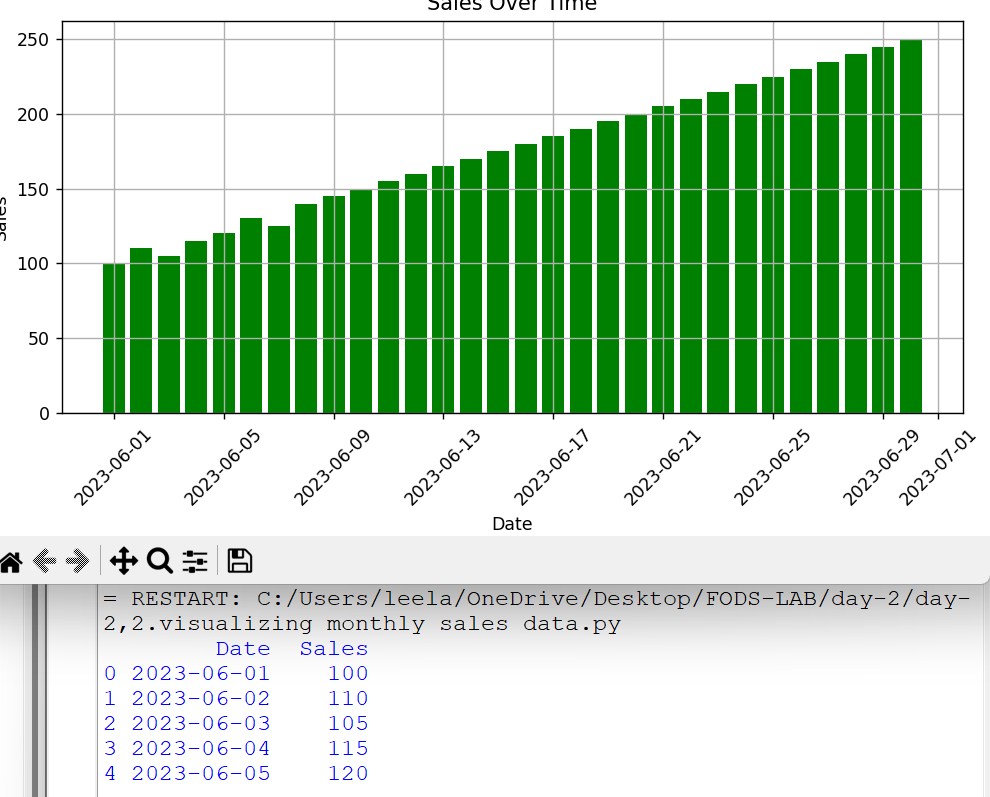 Sales Over Time
250
200
150
100
50
0
Sales
2023-06-01 2023-06-05 2023-06-09 2023-06-13 2023-06-17 2023-06-21 2023-06-25 2023-06-29 2023-07-01
Date
= RESTART: C:/Users/leela/OneDrive/Desktop/FODS-LAB/day-2/day-
2,2.visualizing monthly sales data.py
Date Sales
0 2023-06-01 100
1 2023-06-02 110
2 2023-06-03 105
3 2023-06-04 115
4 2023-06-05 120